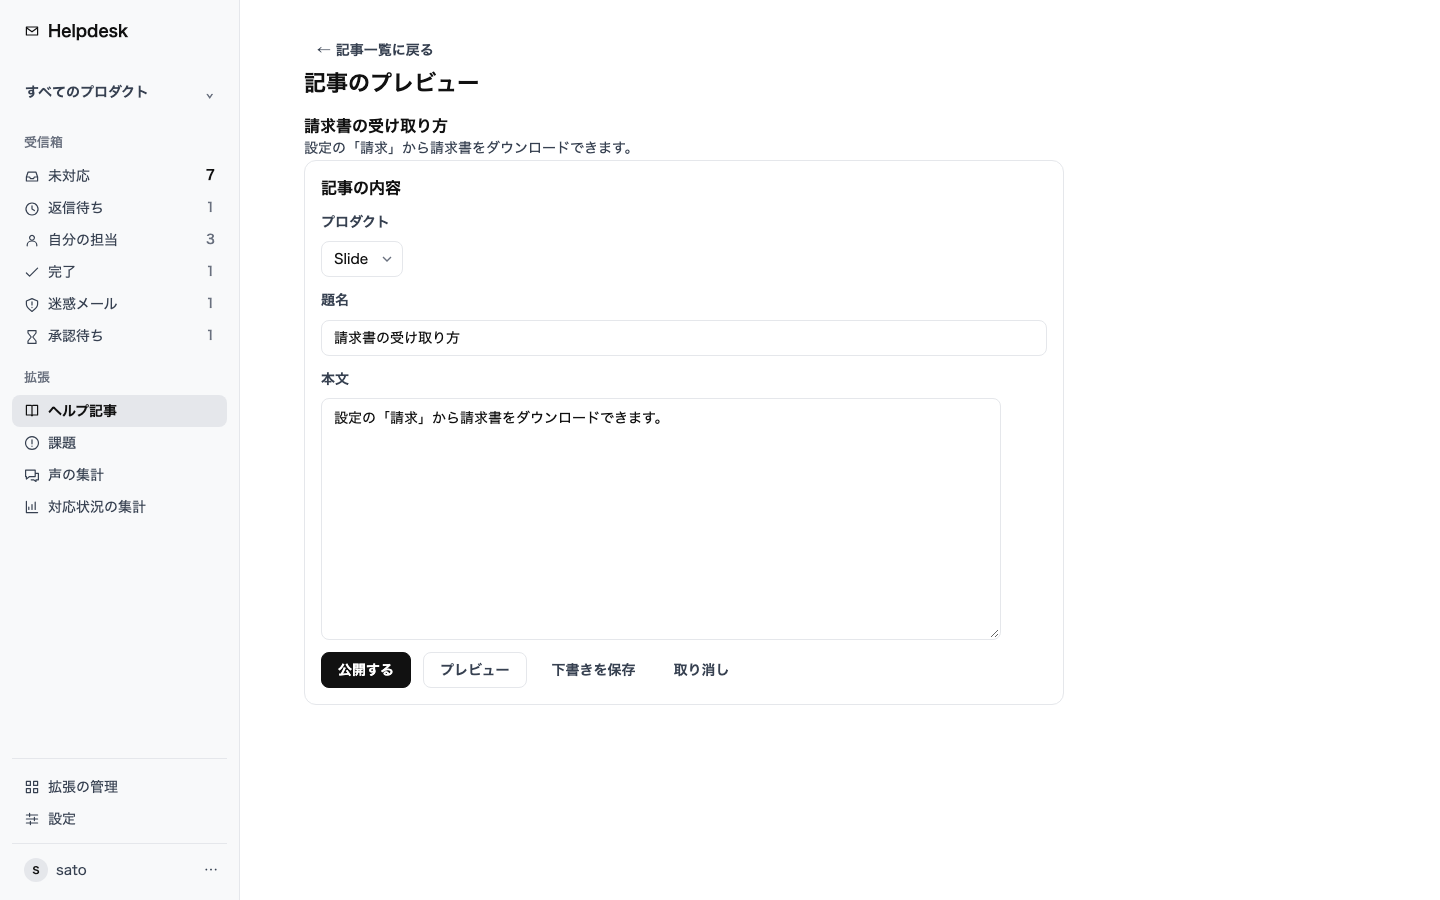 Helpdesk
すべてのプロダクト
受信箱
未対応 7
返信待ち 1
自分の担当 3
完了 1
迷惑メール 1
承認待ち 1
拡張
ヘルプ記事
課題
声の集計
対応状況の集計
拡張の管理
設定
S sato ...
← 記事一覧に戻る
記事のプレビュー
請求書の受け取り方
設定の「請求」から請求書をダウンロードできます。
記事の内容
プロダクト
Slide
題名
請求書の受け取り方
本文
設定の「請求」から請求書をダウンロードできます。
公開する プレビュー 下書きを保存 取り消し